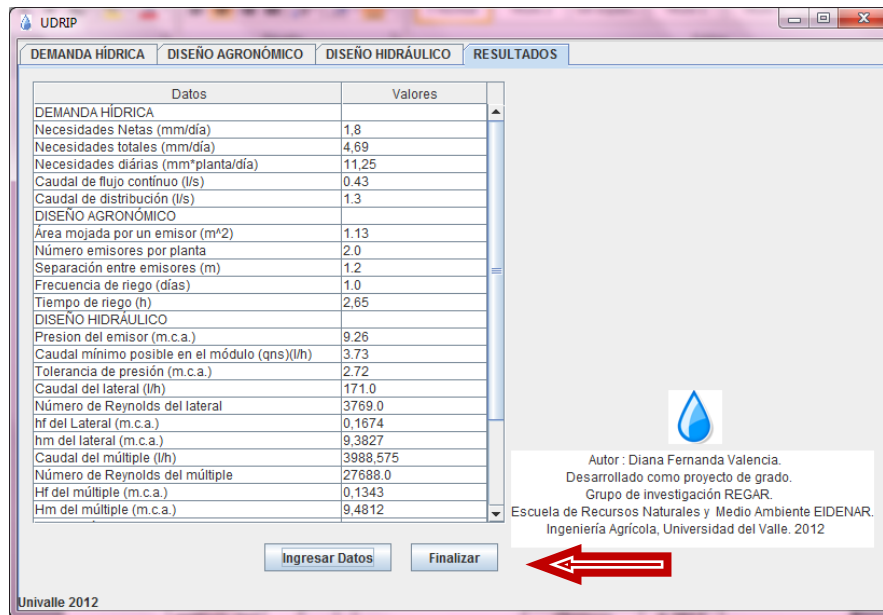 UDRIP
DEMANDA HÍDRICA DISEÑO AGRONÓMICO DISEÑO HIDRÁULICO RESULTADOS
Datos Valores
DEMANDA HÍDRICA
Necesidades Netas (mm/día) 1,8
Necesidades totales (mm/día) 4,69
Necesidades diárias (mm*planta/día) 11,25
Caudal de flujo contínuo (l/s) 0.43
Caudal de distribución (l/s) 1.3
DISEÑO AGRONÓMICO
Área mojada por un emisor (m^2) 1.13
Número emisores por planta 2.0
Separación entre emisores (m) 1.2
Frecuencia de riego (días) 1.0
Tiempo de riego (h) 2,65
DISEÑO HIDRÁULICO
Presion del emisor (m.c.a.) 9.26
Caudal mínimo posible en el módulo (qns)(l/h) 3.73
Tolerancia de presión (m.c.a.) 2.72
Caudal del lateral (l/h) 171.0
Número de Reynolds del lateral 3769.0
hf del Lateral (m.c.a.) 0,1674
hm del lateral (m.c.a.) 9,3827
Caudal del múltiple (l/h) 3988,575
Número de Reynolds del múltiple 27688.0
Hf del múltiple (m.c.a.) 0,1343
Hm del múltiple (m.c.a.) 9,4812
Autor : Diana Fernanda Valencia.
Desarrollado como proyecto de grado.
Grupo de investigación REGAR.
Escuela de Recursos Naturales y Medio Ambiente EIDENAR.
Ingeniería Agrícola, Universidad del Valle. 2012
Ingresar Datos Finalizar
Univalle 2012